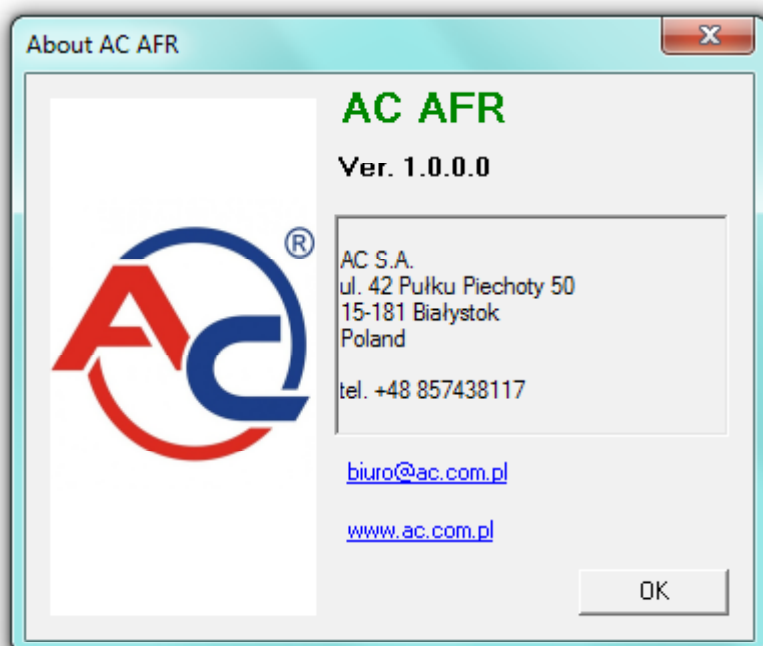 About AC AFR
AC AFR
Ver. 1.0.0.0
AC ®
AC S.A.
ul. 42 Pułku Piechoty 50
15-181 Białystok
Poland
tel. +48 857438117
biuro@ac.com.pl
www.ac.com.pl
OK